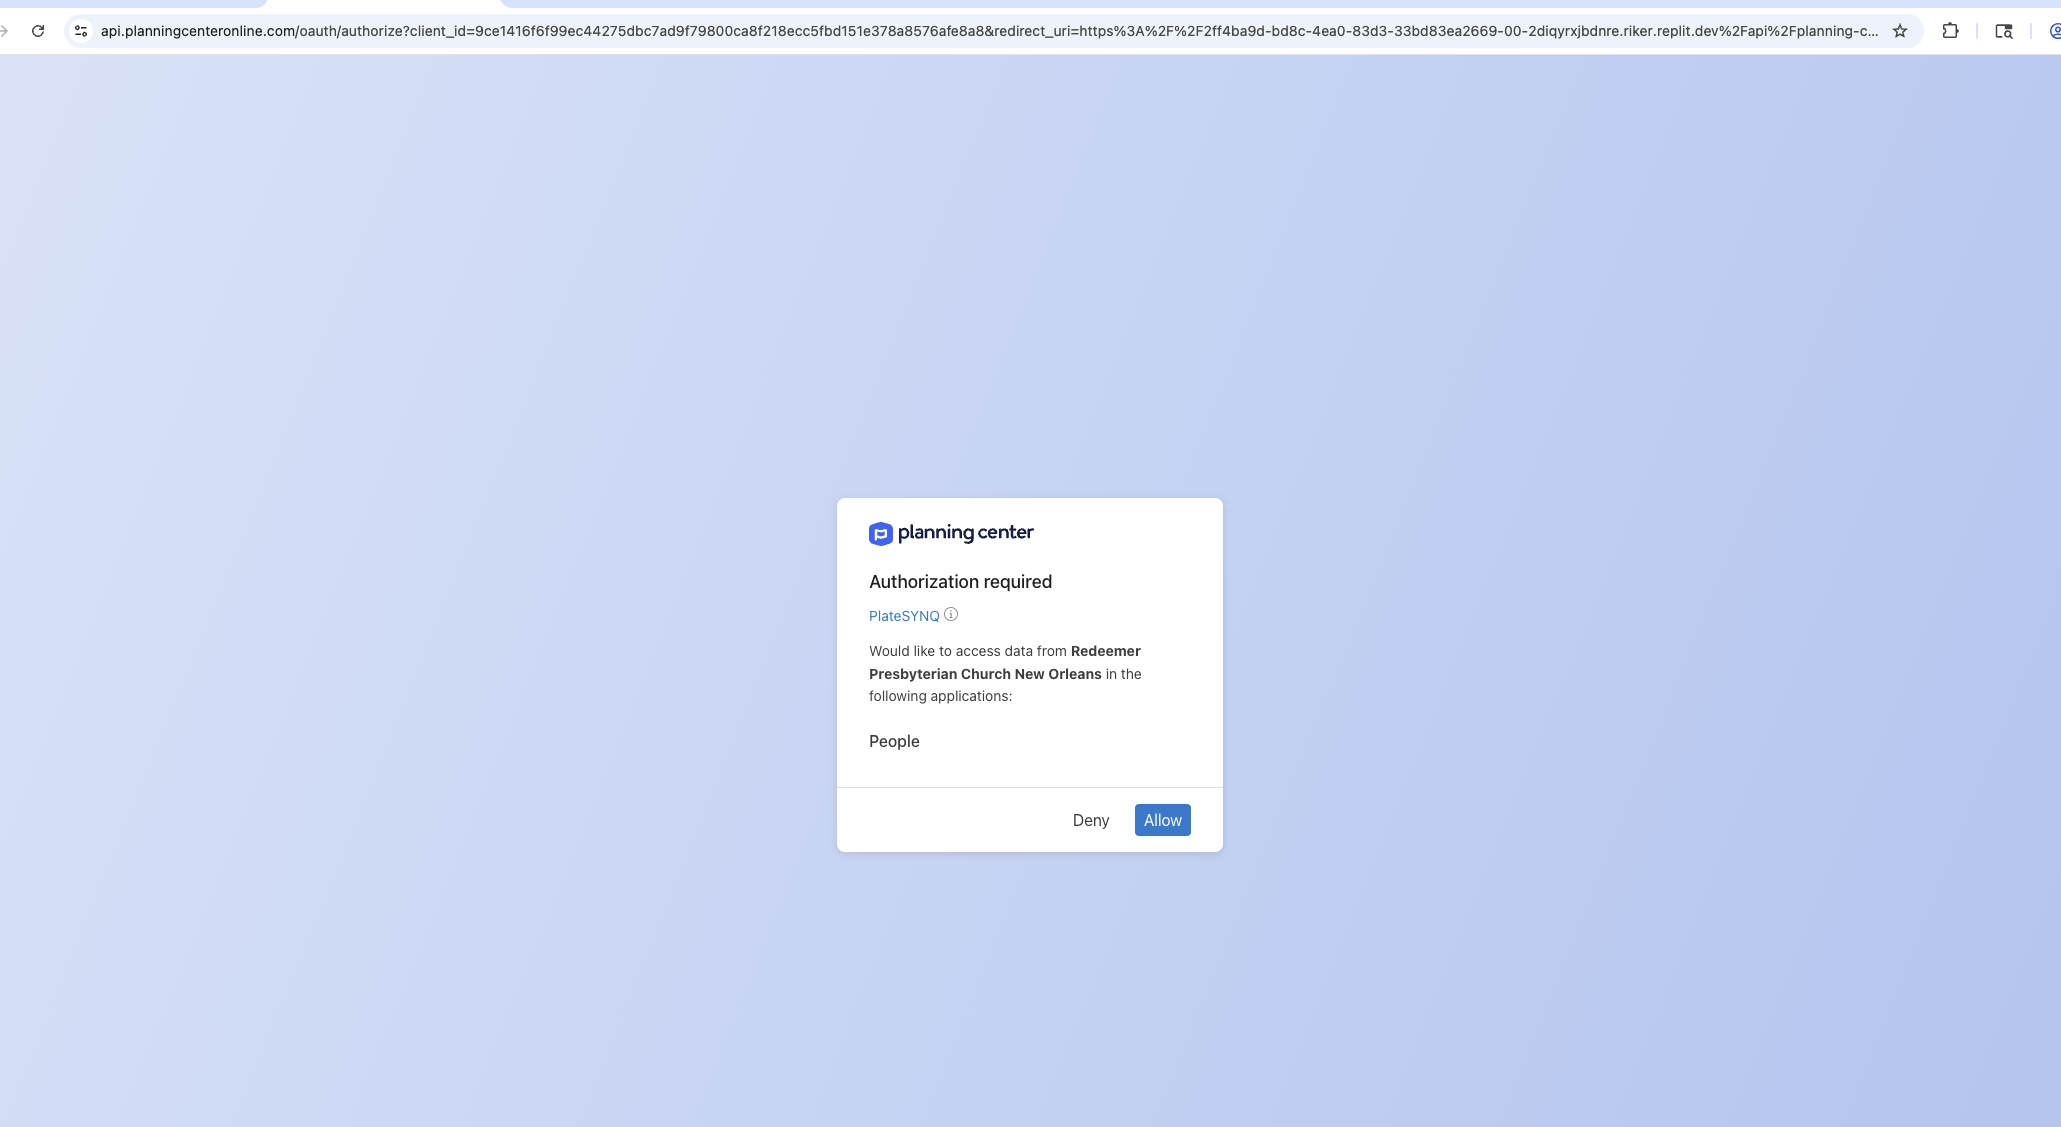 api.planningcenteronline.com/oauth/authorize?client_id=9ce1416f6f99ec44275dbc7ad9f79800ca8f218ecc5fbd151e378a8576afe8a8&redirect_uri=https%3A%2F%2F2ff4ba9d-bd8c-4ea0-83d3-33bd83ea2669-00-2diqyrxjbdnre.riker.replit.dev%2Fapi%2Fplanning-c...
planning center
Authorization required
PlateSYNQ
Would like to access data from Redeemer
Presbyterian Church New Orleans in the
following applications:
People
Deny Allow